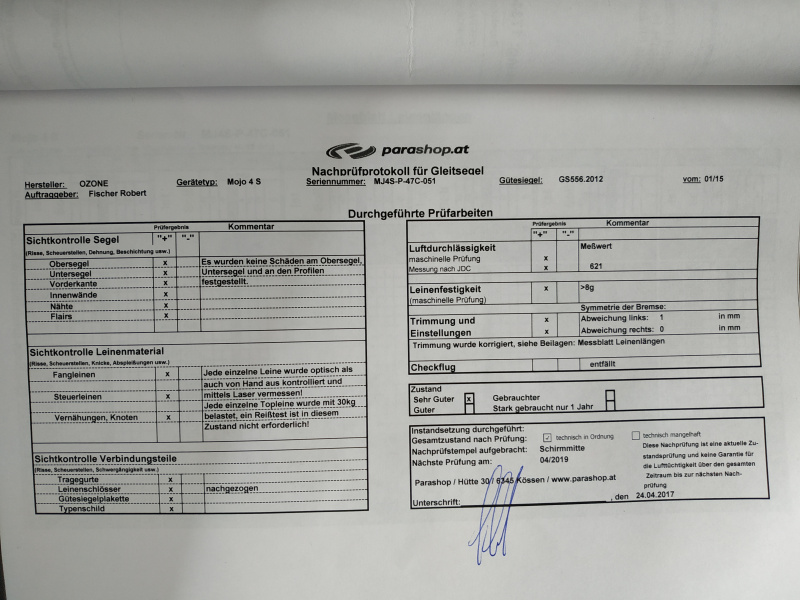 parashop.at
Nachprüfprotokoll für Gleitsegel
Hersteller: OZONE Gerätetyp: Mojo 4 S Seriennummer: MJ4S-P-47C-051 Gütesiegel: GS556.2012 vom: 01/15
Auftraggeber: Fischer Robert
Durchgeführte Prüfarbeiten
Prüfergebnis Kommentar
"+" "-"
Sichtkontrolle Segel
(Risse, Scheuerstellen, Dehnung, Beschichtung usw.)
Obersegel x Es wurden keine Schäden am Obersegel,
Untersegel x Untersegel und an den Profilen
Vorderkante x festgestellt.
Innenwände x
Nähte x
Flairs x
Sichtkontrolle Leinenmaterial
(Risse, Scheuerstellen, Knicke, Abspleißungen usw.)
Fangleinen x Jede einzelne Leine wurde optisch als
auch von Hand aus kontrolliert und
Steuerleinen x mittels Laser vermessen!
Jede einzelne Topleine wurde mit 30kg
Vernähungen, Knoten x belastet, ein Reißtest ist in diesem
Zustand nicht erforderlich!
Sichtkontrolle Verbindungsteile
(Risse, Scheuerstellen, Schwergängigkeit usw.)
Tragegurte x
Leinenschlösser x nachgezogen
Gütesiegelplakette x
Typenschild x
Prüfergebnis Kommentar
"+" "-"
Luftdurchlässigkeit Meßwert
maschinelle Prüfung x
Messung nach JDC x 621
Leinenfestigkeit x >8g
(maschinelle Prüfung)
Symmetrie der Bremse:
Trimmung und x Abweichung links: 1 in mm
Einstellungen x Abweichung rechts: 0 in mm
Trimmung wurde korrigiert, siehe Beilagen: Messblatt Leinenlängen
Checkflug entfällt
Zustand
Sehr Guter x Gebrauchter
Guter Stark gebraucht nur 1 Jahr
Instandsetzung durchgeführt:
Gesamtzustand nach Prüfung: ✓ technisch in Ordnung technisch mangelhaft
Nachprüfstempel aufgebracht: Schirmmitte
Nächste Prüfung am: 04/2019
Diese Nachprüfung ist eine aktuelle Zu-
standsprüfung und keine Garantie für
die Lufttüchtigkeit über den gesamten
Zeitraum bis zur nächsten Nach-
prüfung
Parashop / Hütte 30 / 6345 Kössen / www.parashop.at
Unterschrift: , den 24.04.2017